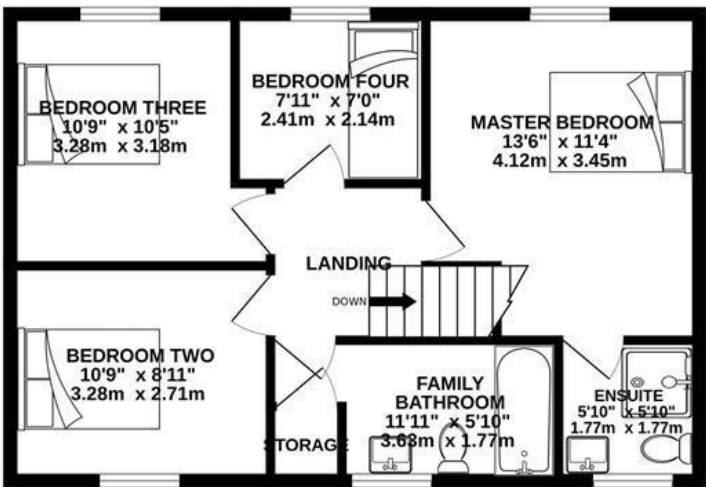 BEDROOM THREE
10'9" x 10'5"
3.28m x 3.18m
BEDROOM FOUR
7'11" x 7'0"
2.41m x 2.14m
MASTER BEDROOM
13'6" x 11'4"
4.12m x 3.45m
LANDING
DOWN
BEDROOM TWO
10'9" x 8'11"
3.28m x 2.71m
STORAGE
FAMILY
BATHROOM
11'11" x 5'10"
3.63m x 1.77m
ENSUITE
5'10" x 5'10"
1.77m x 1.77m